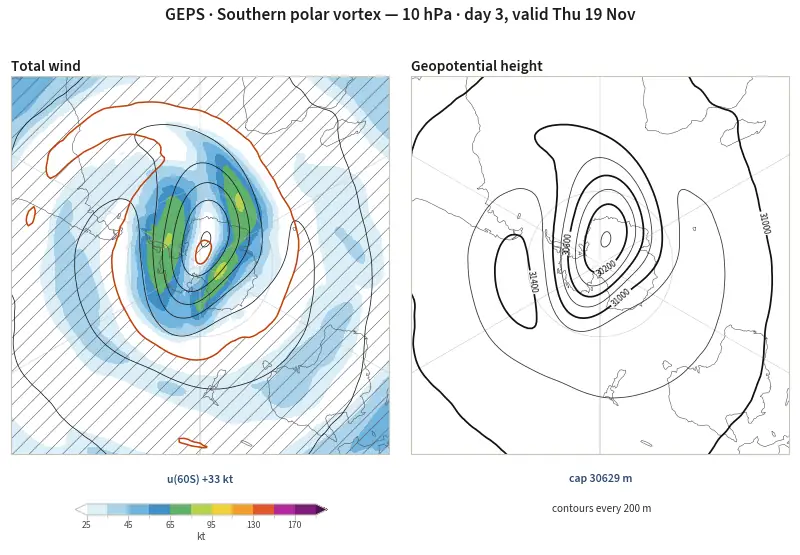 GEPS · Southern polar vortex — 10 hPa · day 3, valid Thu 19 Nov
Total wind
Geopotential height
31000
30600
30200
31400
31000
u(60S) +33 kt
cap 30629 m
contours every 200 m
25 45 65 95 130 170
kt